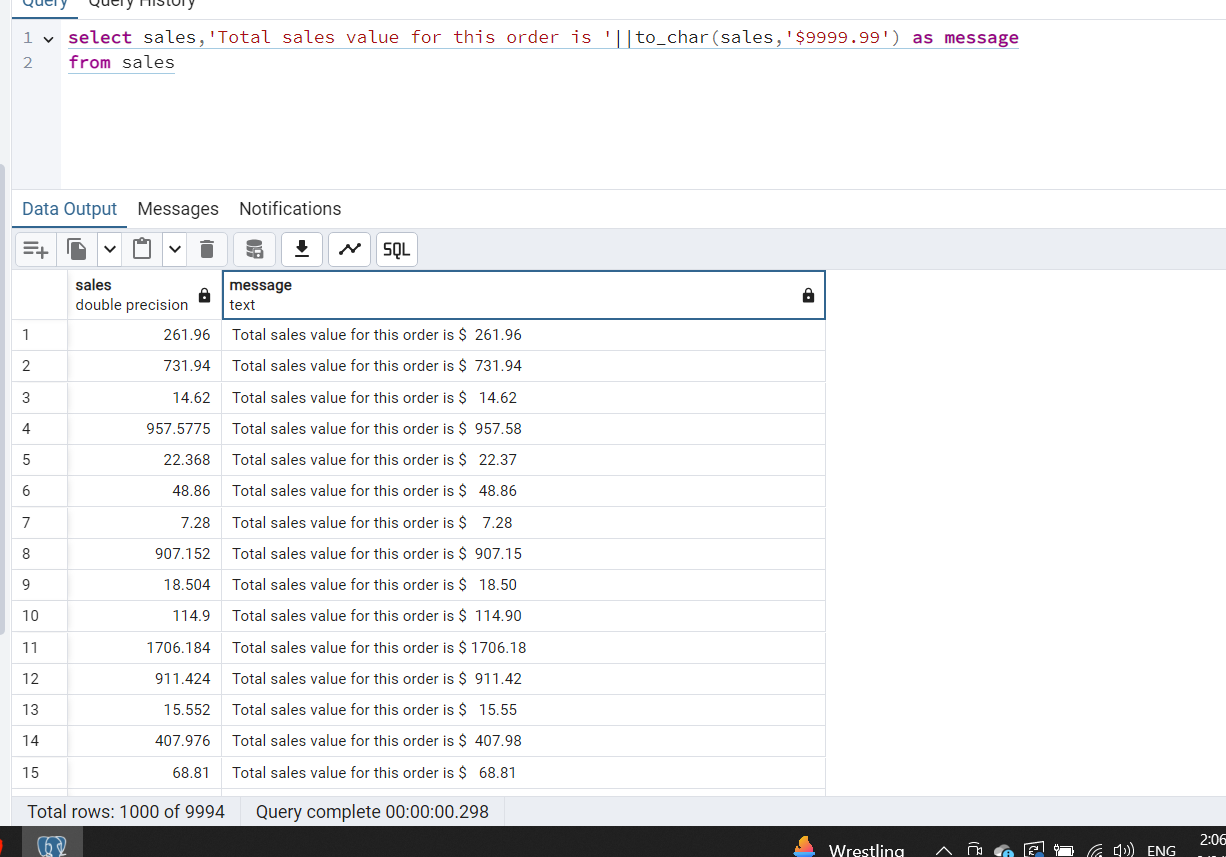 Query Query History
1 select sales,'Total sales value for this order is '||to_char(sales,'$9999.99') as message
2 from sales
Data Output Messages Notifications
SQL
sales message
double precision text
1 261.96 Total sales value for this order is $  261.96
2 731.94 Total sales value for this order is $  731.94
3 14.62 Total sales value for this order is $   14.62
4 957.5775 Total sales value for this order is $  957.58
5 22.368 Total sales value for this order is $   22.37
6 48.86 Total sales value for this order is $   48.86
7 7.28 Total sales value for this order is $    7.28
8 907.152 Total sales value for this order is $  907.15
9 18.504 Total sales value for this order is $   18.50
10 114.9 Total sales value for this order is $  114.90
11 1706.184 Total sales value for this order is $ 1706.18
12 911.424 Total sales value for this order is $  911.42
13 15.552 Total sales value for this order is $   15.55
14 407.976 Total sales value for this order is $  407.98
15 68.81 Total sales value for this order is $   68.81
Total rows: 1000 of 9994 Query complete 00:00:00.298
Wrestling ENG 2:06